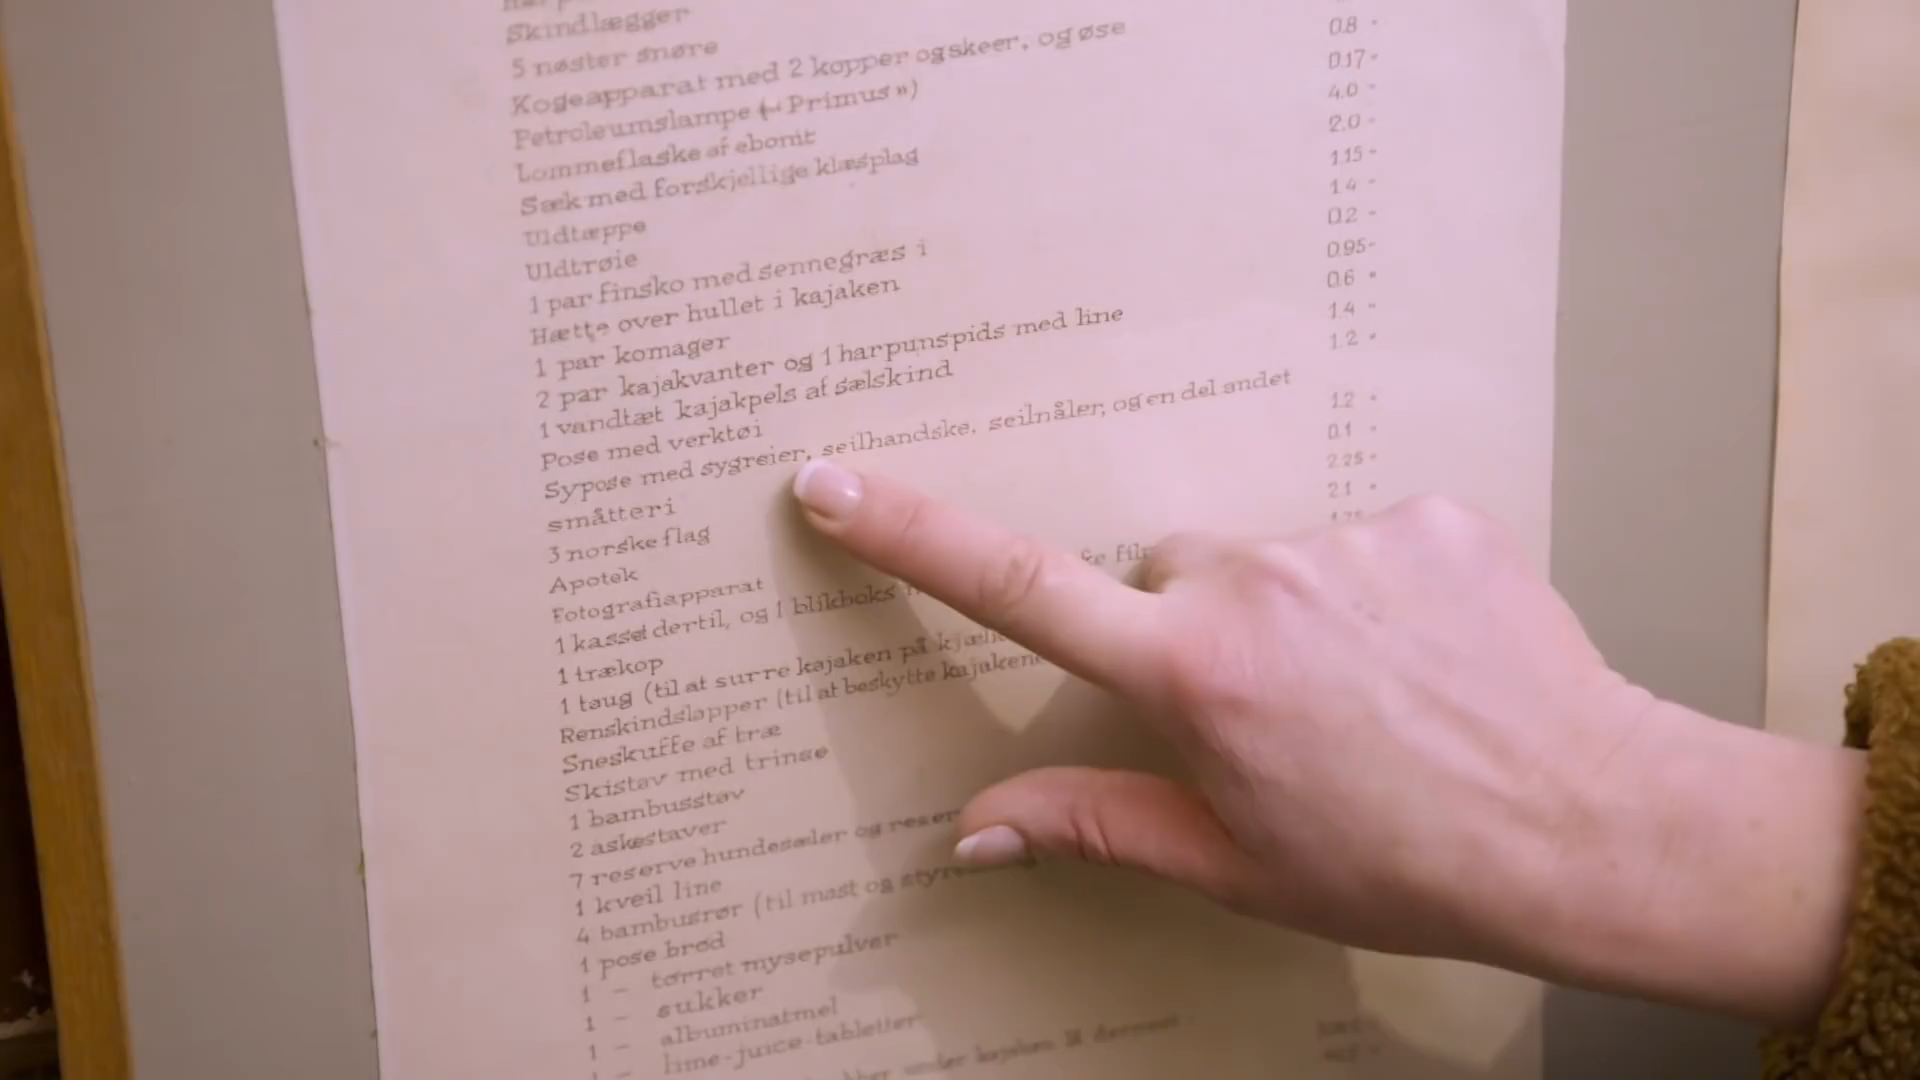 Skindlægger
5 nøster snøre
0.8 "
Kogeapparat med 2 kopper og skeer, og øse
0.17 "
Petroleumslampe («Primus»)
4.0 "
Lommeflaske af ebonit
2.0 "
Sæk med forskjellige klæsplag
1.15 "
Uldtæppe
1.4 "
Uldtrøie
0.2 "
1 par finsko med sennegræs i
0.95 "
Hætte over hullet i kajaken
0.6 "
1 par komager
1.4 "
2 par kajakvanter og 1 harpunspids med line
1.2 "
1 vandtæt kajakpels af sælskind
Pose med verktøi
1.2 "
Sypose med sygreier, seilhandske, seilnåler, og en del andet
0.1 "
småtteri
2.25 "
3 norske flag
2.1 "
Apotek
Fotografiapparat
1 kasset dertil, og 1 blikboks
1 trækop
1 taug (til at surre kajaken på
Renskindslapper (til at beskytte kajakene
Sneskuffe af træ
Skistav med trinse
1 bambusstav
2 askestaver
7 reserve hundesæler og
1 kveil line
4 bambusrør (til mast og
1 pose brød
1 – tørret mysepulver
1 – sukker
1 – albuminatmel
1 – lime-juice-tabletter